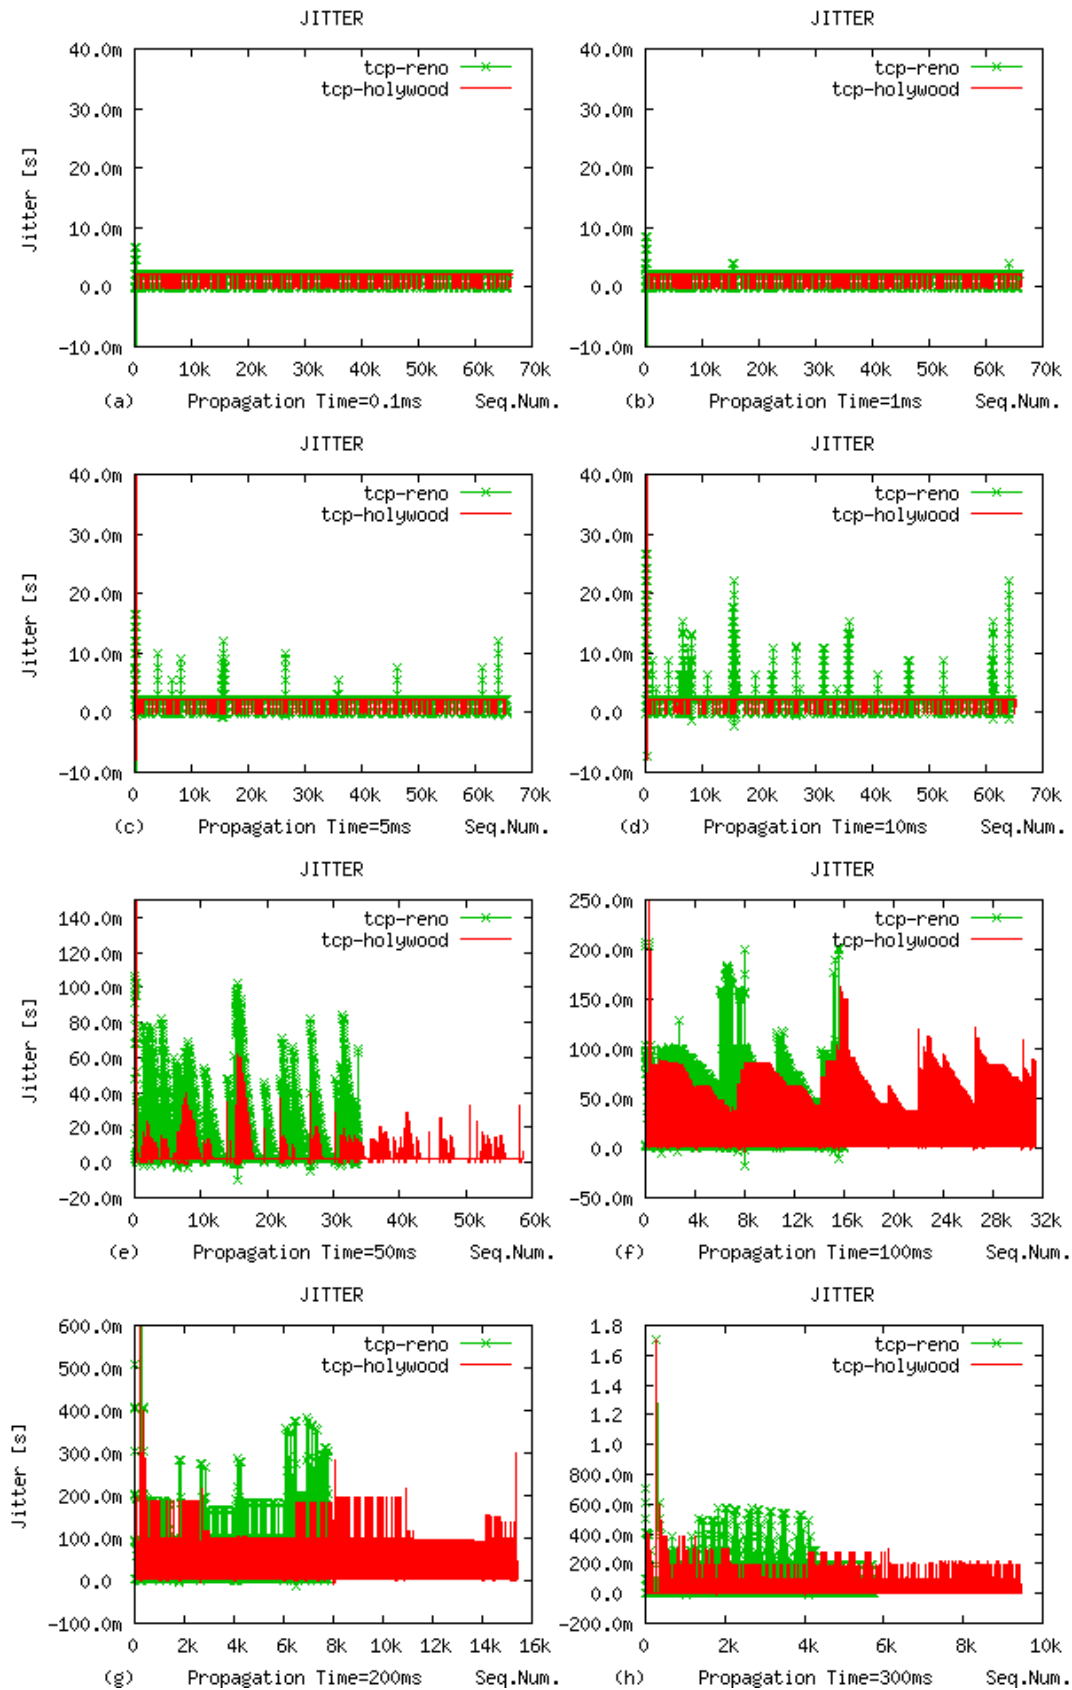 JITTER JITTER
40.0m 40.0m
tcp-reno tcp-reno
tcp-holywood tcp-holywood
30.0m 30.0m
20.0m 20.0m
Jitter [s]
10.0m 10.0m
0.0 0.0
-10.0m -10.0m
0 10k 20k 30k 40k 50k 60k 70k 0 10k 20k 30k 40k 50k 60k 70k
(a) Propagation Time=0.1ms Seq.Num. (b) Propagation Time=1ms Seq.Num.
JITTER JITTER
40.0m 40.0m
tcp-reno tcp-reno
tcp-holywood tcp-holywood
30.0m 30.0m
20.0m 20.0m
Jitter [s]
10.0m 10.0m
0.0 0.0
-10.0m -10.0m
0 10k 20k 30k 40k 50k 60k 70k 0 10k 20k 30k 40k 50k 60k 70k
(c) Propagation Time=5ms Seq.Num. (d) Propagation Time=10ms Seq.Num.
JITTER JITTER
250.0m
140.0m tcp-reno tcp-reno
120.0m tcp-holywood tcp-holywood
200.0m
100.0m
80.0m 150.0m
Jitter [s]
60.0m 100.0m
40.0m
20.0m 50.0m
0.0 0.0
-20.0m -50.0m
0 10k 20k 30k 40k 50k 60k 0 4k 8k 12k 16k 20k 24k 28k 32k
(e) Propagation Time=50ms Seq.Num. (f) Propagation Time=100ms Seq.Num.
JITTER JITTER
600.0m 1.8
tcp-reno tcp-reno
1.6
tcp-holywood tcp-holywood
500.0m
1.4
400.0m 1.2
1.0
300.0m
800.0m
Jitter [s]
200.0m 600.0m
400.0m
100.0m
200.0m
0.0 0.0
-100.0m -200.0m
0 2k 4k 6k 8k 10k 12k 14k 16k 0 2k 4k 6k 8k 10k
(g) Propagation Time=200ms Seq.Num. (h) Propagation Time=300ms Seq.Num.